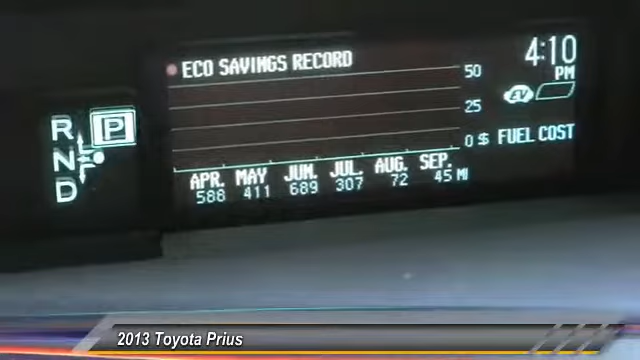 4:10
PM
ECO SAVINGS RECORD
50
EV
25
0 $ FUEL COST
R P
N
D
APR. MAY JUN. JUL. AUG. SEP.
588 411 689 307 72 45 MI
2013 Toyota Prius